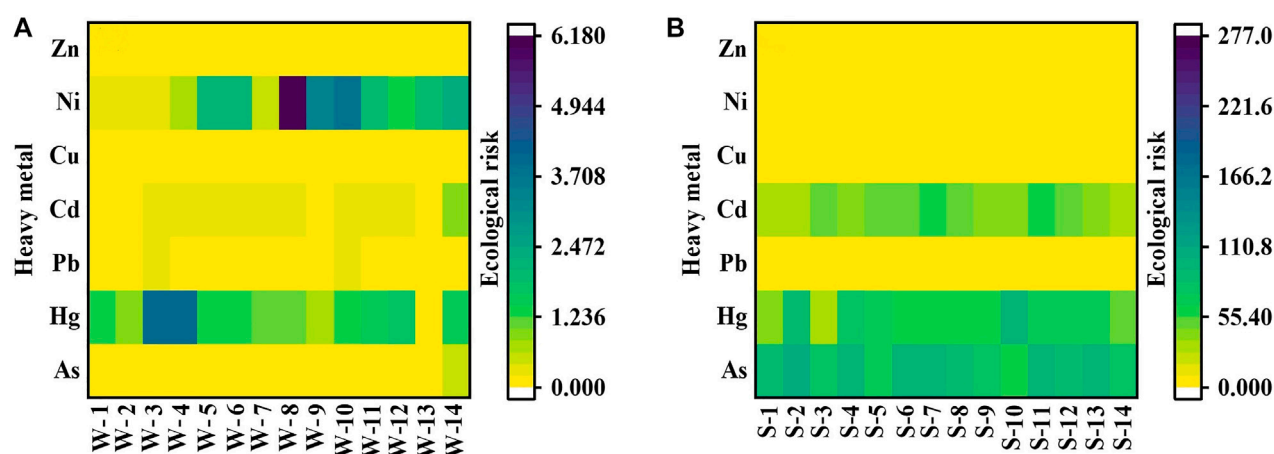 A
Heavy metal
Zn
Ni
Cu
Cd
Pb
Hg
As
W-1
W-2
W-3
W-4
W-5
W-6
W-7
W-8
W-9
W-10
W-11
W-12
W-13
W-14
Ecological risk
6.180
4.944
3.708
2.472
1.236
0.000
B
Heavy metal
Zn
Ni
Cu
Cd
Pb
Hg
As
S-1
S-2
S-3
S-4
S-5
S-6
S-7
S-8
S-9
S-10
S-11
S-12
S-13
S-14
Ecological risk
277.0
221.6
166.2
110.8
55.40
0.000